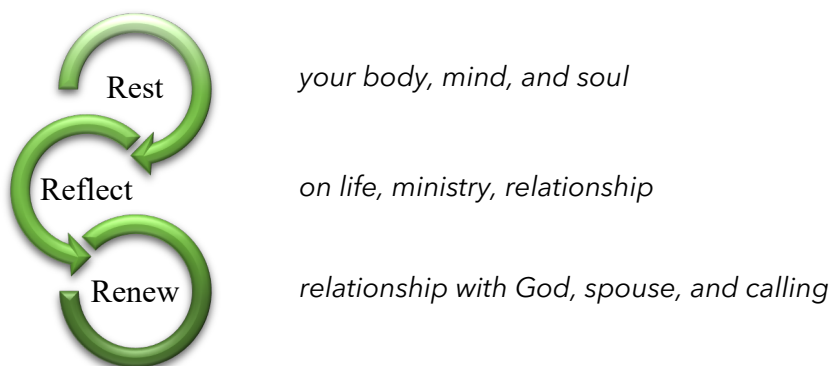 Rest
your body, mind, and soul
Reflect
on life, ministry, relationship
Renew
relationship with God, spouse, and calling